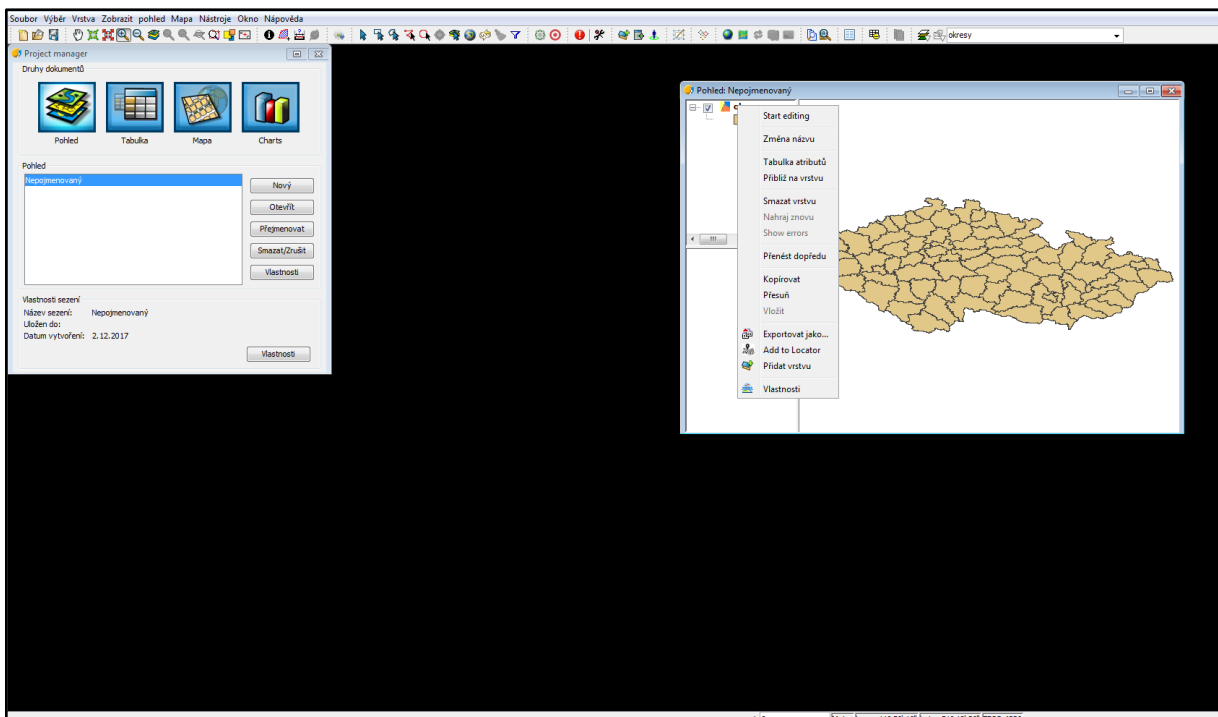 Soubor Výběr Vrstva Zobrazit pohled Mapa Nástroje Okno Nápověda
okresy
Project manager
Druhy dokumentů
Pohled Tabulka Mapa Charts
Pohled
Nepojmenovaný
Nový
Otevřít
Přejmenovat
Smazat/Zrušit
Vlastnosti
Vlastnosti sezení
Název sezení: Nepojmenovaný
Uložen do:
Datum vytvoření: 2.12.2017
Vlastnosti
Pohled: Nepojmenovaný
Start editing
Změna názvu
Tabulka atributů
Přibliž na vrstvu
Smazat vrstvu
Nahraj znovu
Show errors
Přenést dopředu
Kopírovat
Přesuň
Vložit
Exportovat jako...
Add to Locator
Přidat vrstvu
Vlastnosti